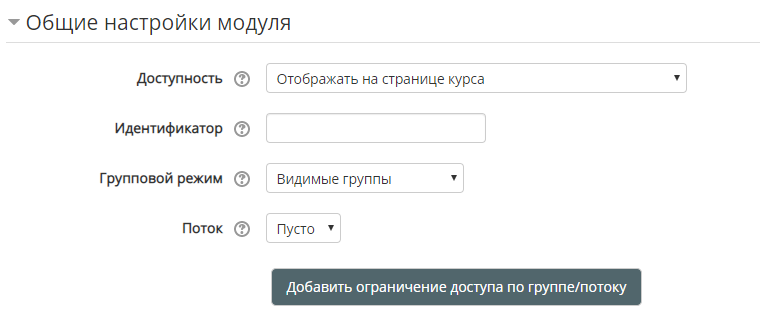 Общие настройки модуля
Доступность ? Отображать на странице курса
Идентификатор ?
Групповой режим ? Видимые группы
Поток ? Пусто
Добавить ограничение доступа по группе/потоку